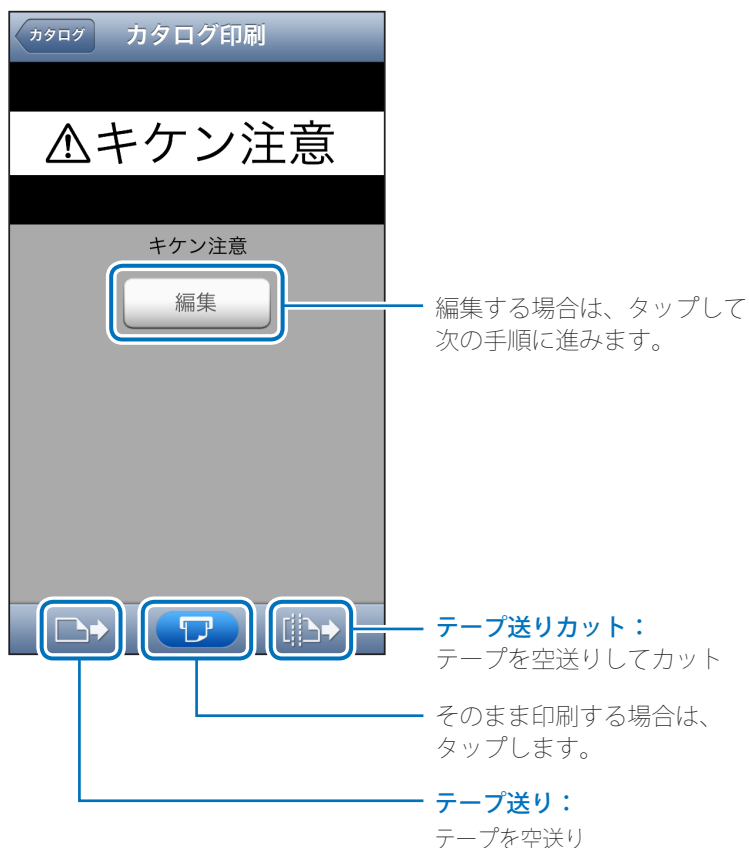 カタログ
カタログ印刷
⚠キケン注意
キケン注意
編集
編集する場合は、タップして
次の手順に進みます。
テープ送りカット：
テープを空送りしてカット
そのまま印刷する場合は、
タップします。
テープ送り：
テープを空送り